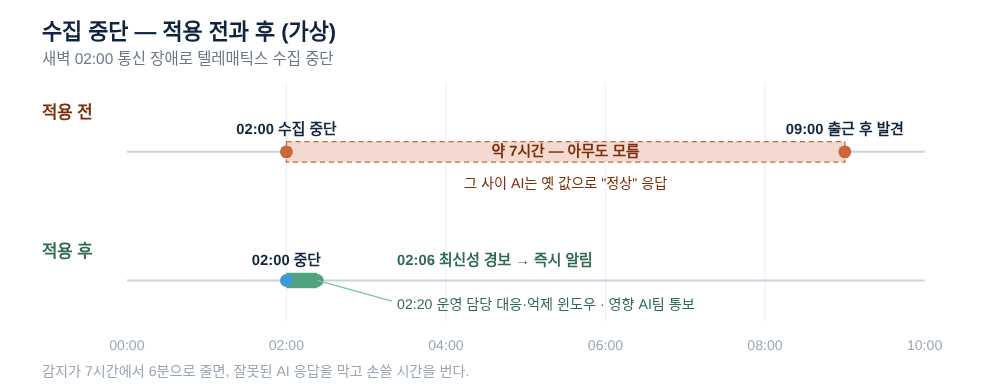 수집 중단 — 적용 전과 후 (가상)
새벽 02:00 통신 장애로 텔레매틱스 수집 중단
적용 전
02:00 수집 중단
09:00 출근 후 발견
약 7시간 — 아무도 모름
그 사이 AI는 옛 값으로 "정상" 응답
적용 후
02:00 중단
02:06 최신성 경보 → 즉시 알림
02:20 운영 담당 대응·억제 윈도우 · 영향 AI팀 통보
00:00 02:00 04:00 06:00 08:00 10:00
감지가 7시간에서 6분으로 줄면, 잘못된 AI 응답을 막고 손쓸 시간을 번다.